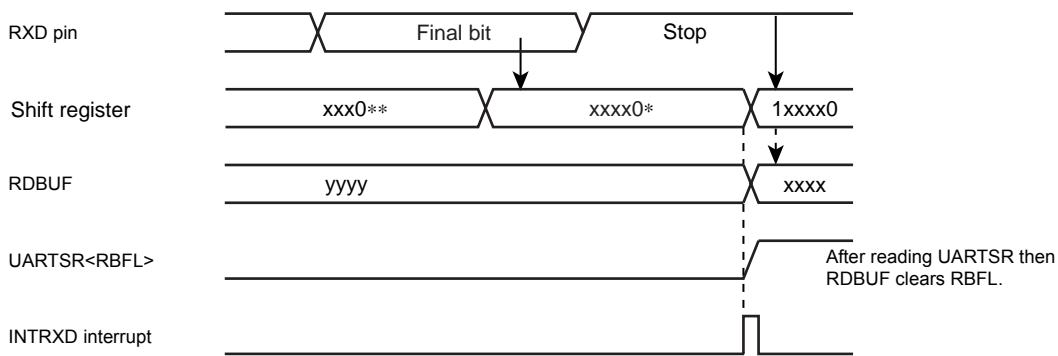 RXD pin
Final bit
Stop
Shift register
xxx0**
xxxx0*
1xxxx0
RDBUF
yyyy
xxxx
UARTSR<RBFL>
After reading UARTSR then
RDBUF clears RBFL.
INTRXD interrupt